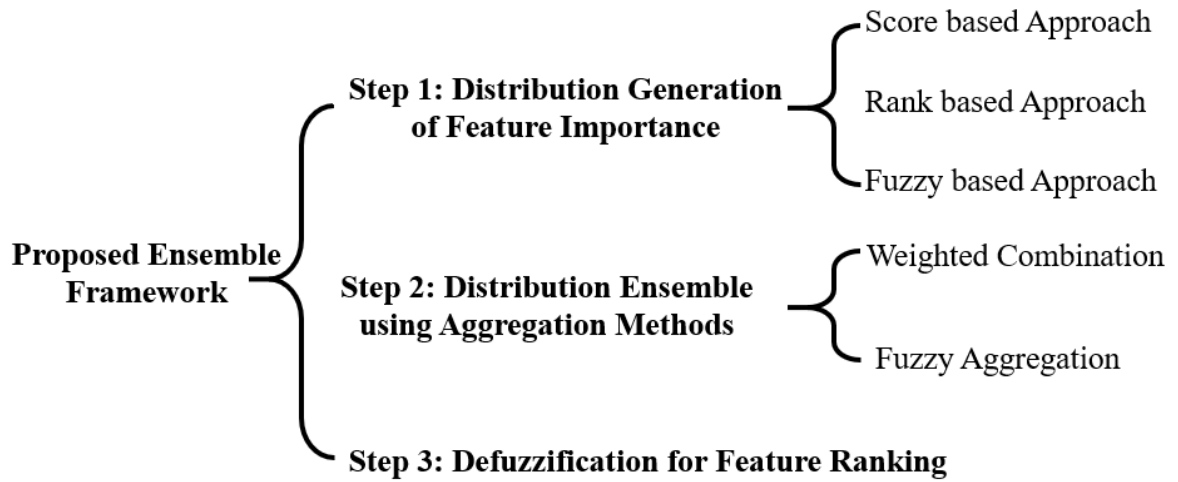 Proposed Ensemble
Framework
Step 1: Distribution Generation
of Feature Importance
Score based Approach
Rank based Approach
Fuzzy based Approach
Step 2: Distribution Ensemble
using Aggregation Methods
Weighted Combination
Fuzzy Aggregation
Step 3: Defuzzification for Feature Ranking